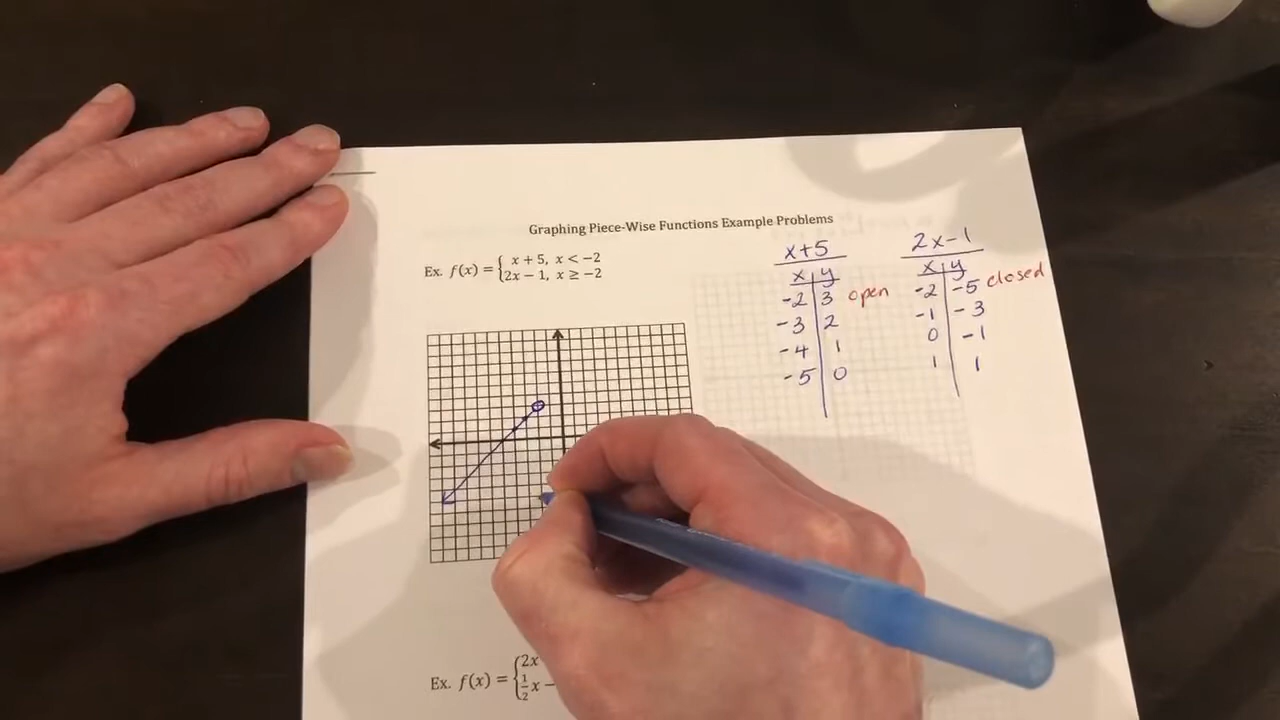 Graphing Piece-Wise Functions Example Problems
Ex. f(x) = { x + 5, x < −2
2x − 1, x ≥ −2
x+5
x y
-2 3 open
-3 2
-4 1
-5 0
2x-1
x y
-2 -5 closed
-1 -3
0 -1
1 1
Ex. f(x) = { 2x
1/2 x −